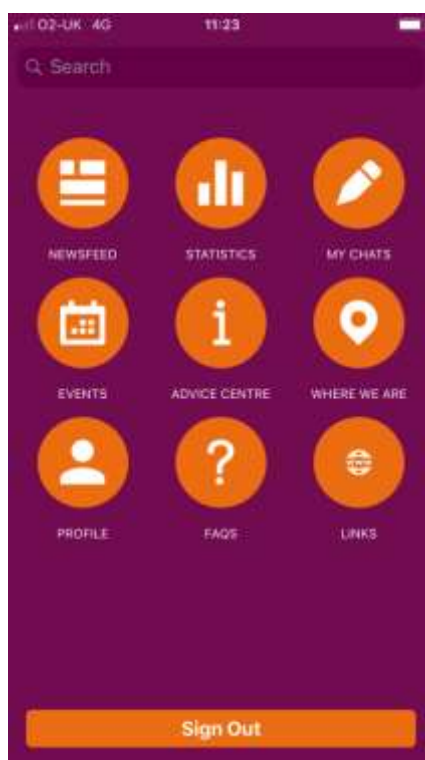 O2-UK 4G 11:23
Search
NEWSFEED STATISTICS MY CHATS
EVENTS ADVICE CENTRE WHERE WE ARE
PROFILE FAQS LINKS
Sign Out